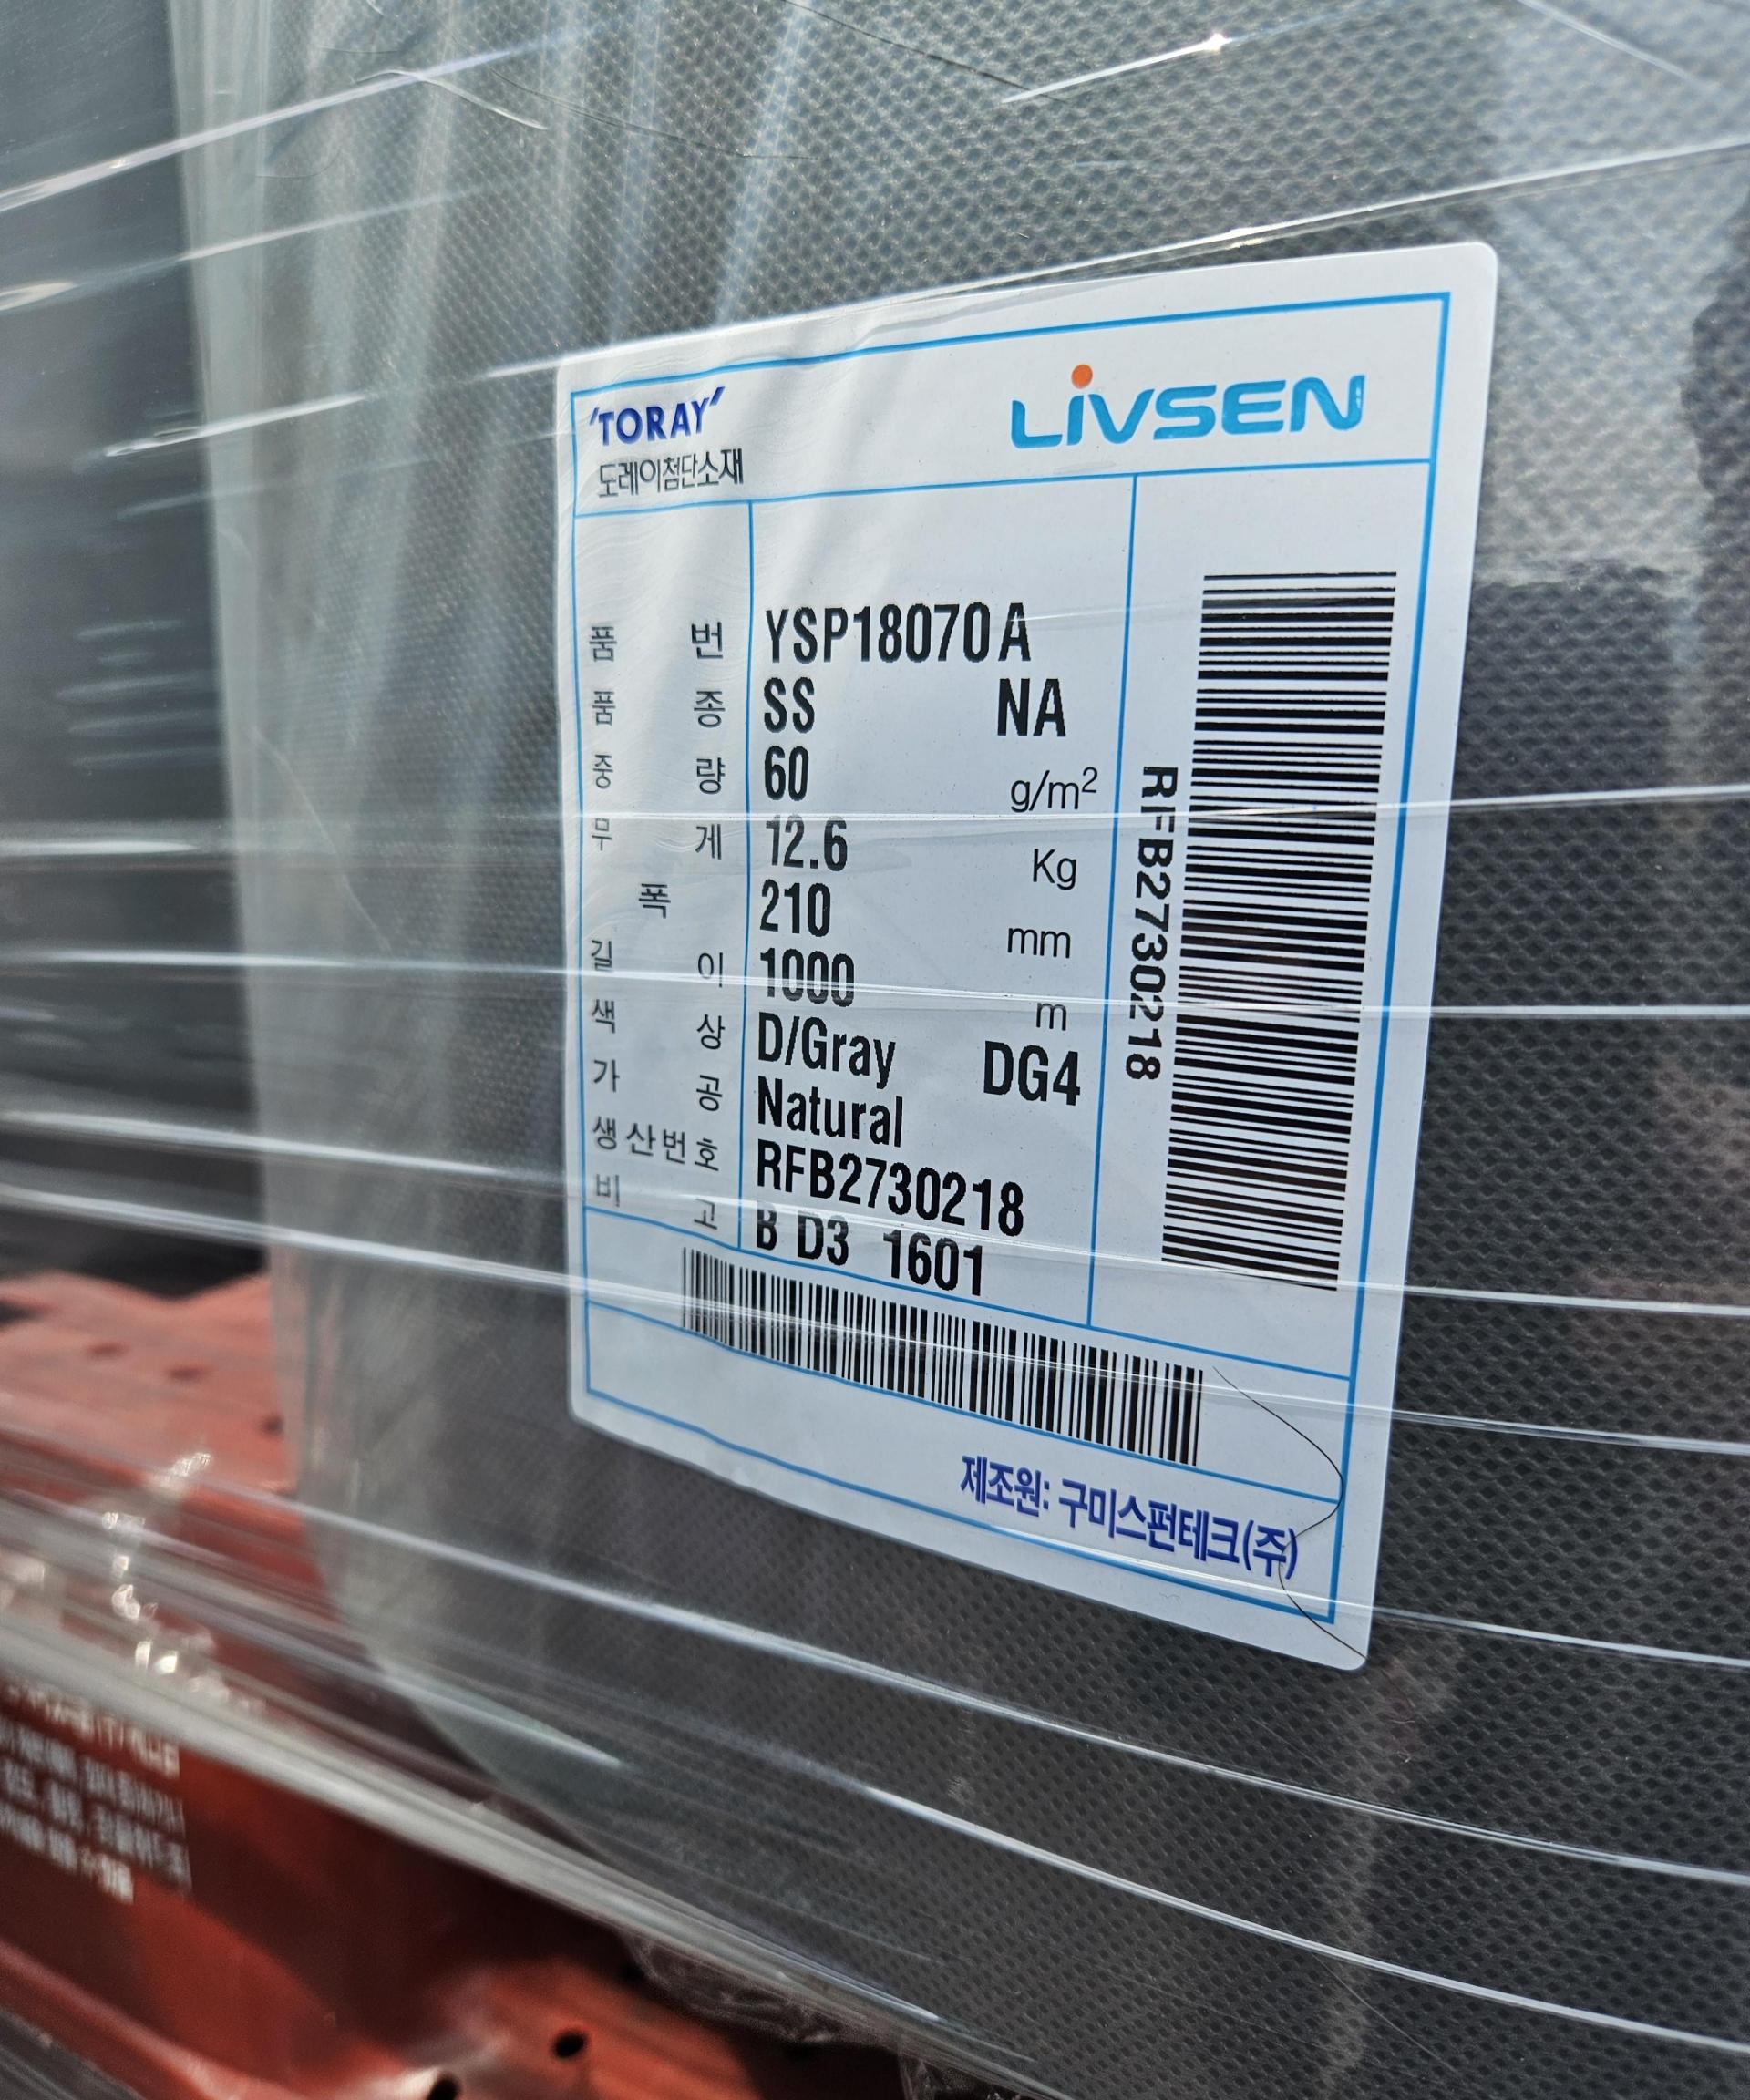 'TORAY'
도레이첨단소재
LIVSEN
품 번 YSP18070A
품 종 SS NA
중 량 60 g/m²
무 게 12.6 Kg
폭 210 mm
길 이 1000 m
색 상 D/Gray DG4
가 공 Natural
생산번호 RFB2730218
비 고 B D3 1601
RFB2730218
제조원: 구미스펀테크(주)